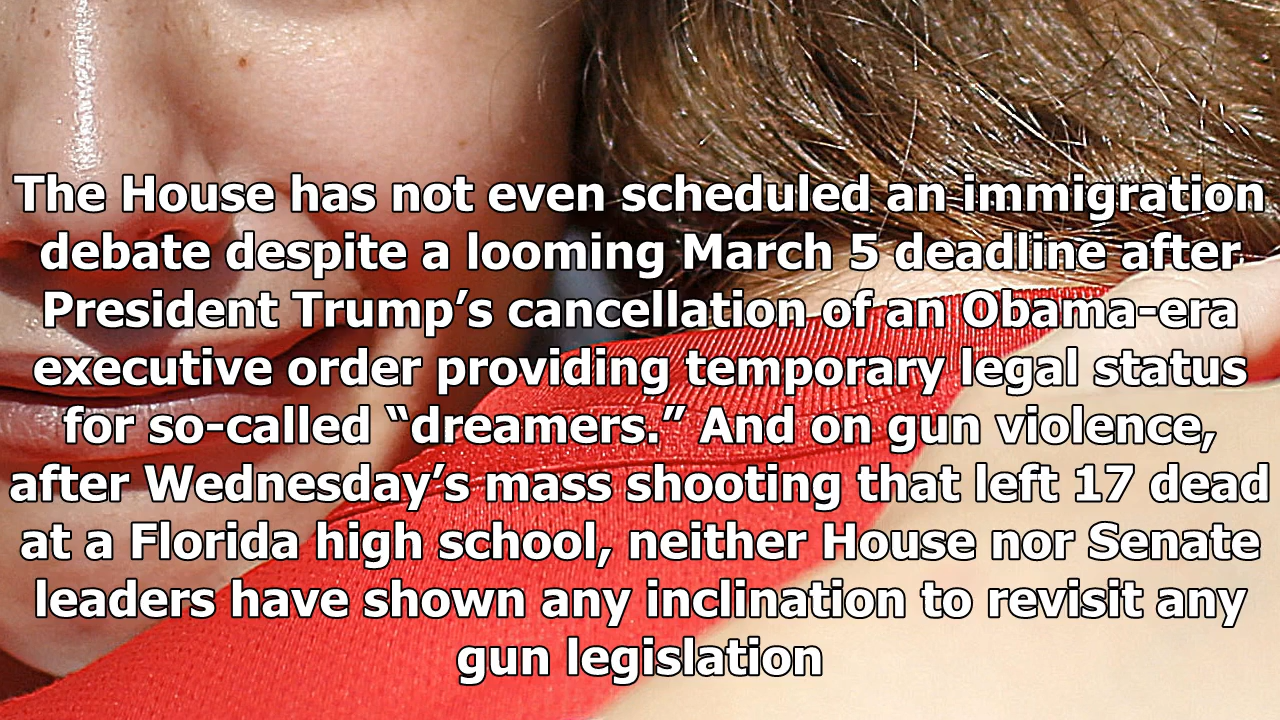 The House has not even scheduled an immigration
debate despite a looming March 5 deadline after
President Trump’s cancellation of an Obama-era
executive order providing temporary legal status
for so-called “dreamers.” And on gun violence,
after Wednesday’s mass shooting that left 17 dead
at a Florida high school, neither House nor Senate
leaders have shown any inclination to revisit any
gun legislation